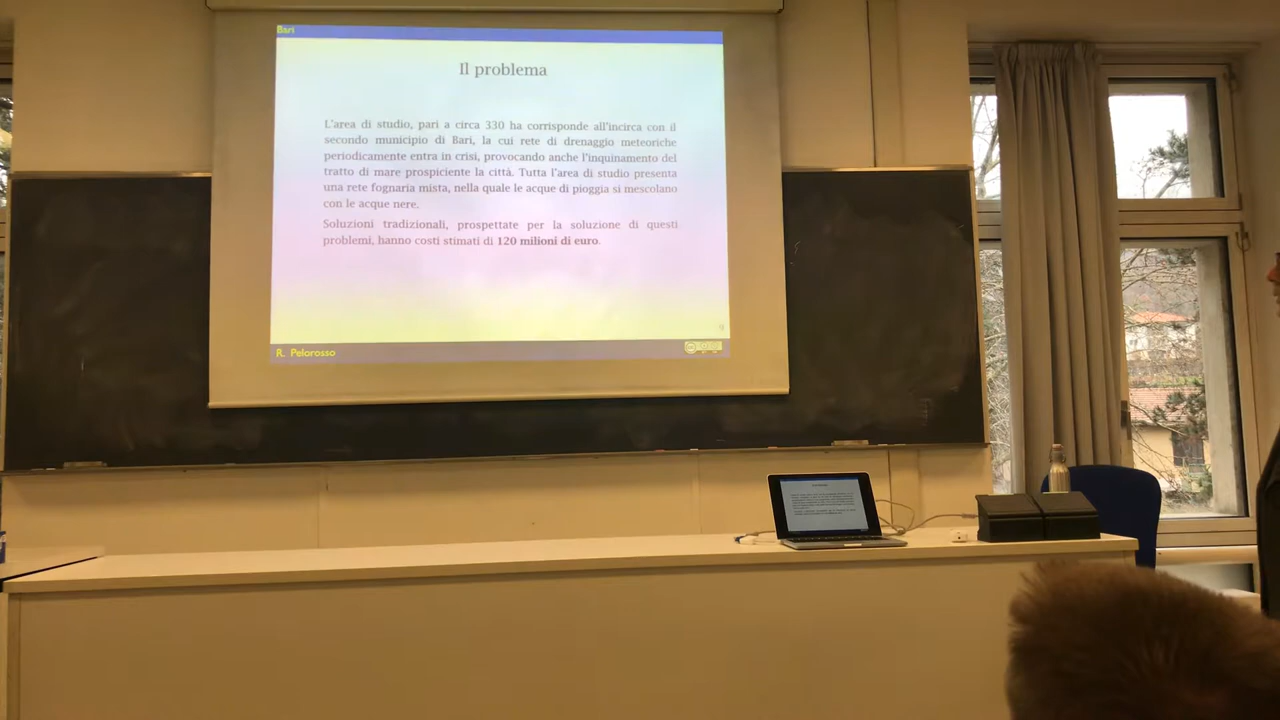 Bari
Il problema
L'area di studio, pari a circa 330 ha corrisponde all'incirca con il
secondo municipio di Bari, la cui rete di drenaggio meteoriche
periodicamente entra in crisi, provocando anche l'inquinamento del
tratto di mare prospiciente la città. Tutta l'area di studio presenta
una rete fognaria mista, nella quale le acque di pioggia si mescolano
con le acque nere.
Soluzioni tradizionali, prospettate per la soluzione di questi
problemi, hanno costi stimati di 120 milioni di euro.
R. Pelorosso